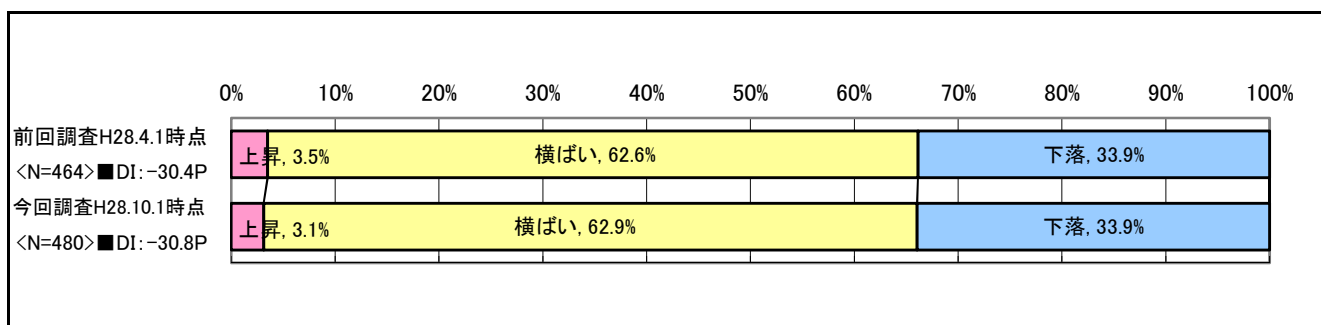 0% 10% 20% 30% 40% 50% 60% 70% 80% 90% 100%
前回調査H28.4.1時点
<N=464>■DI:-30.4P
上昇, 3.5% 横ばい, 62.6% 下落, 33.9%
今回調査H28.10.1時点
<N=480>■DI:-30.8P
上昇, 3.1% 横ばい, 62.9% 下落, 33.9%